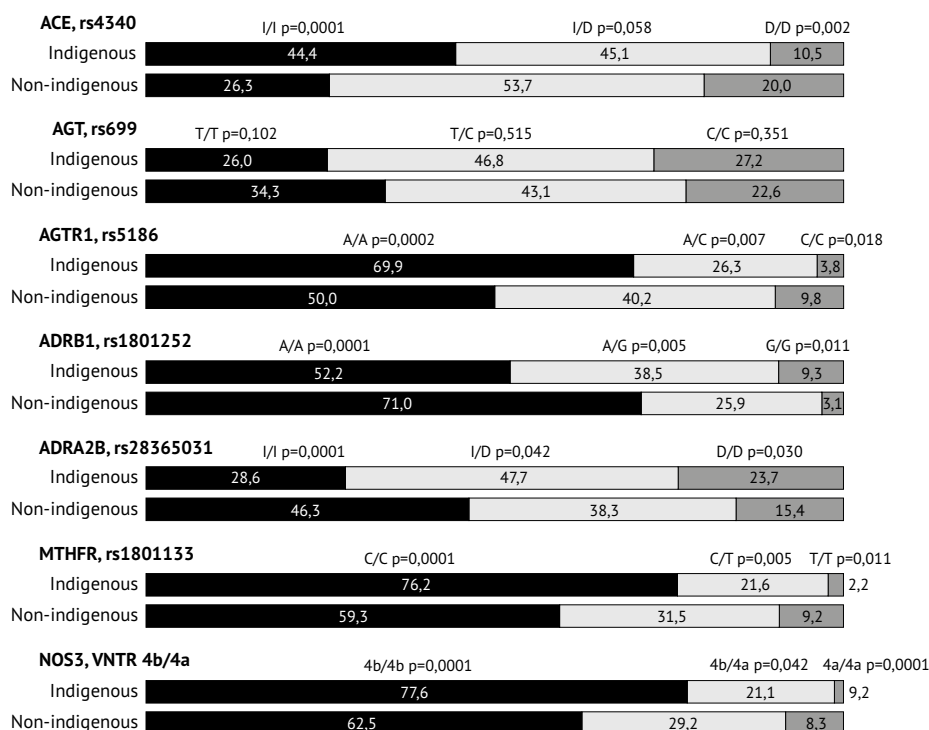 ACE, rs4340
I/I p=0,0001 I/D p=0,058 D/D p=0,002
Indigenous 44,4 45,1 10,5
Non-indigenous 26,3 53,7 20,0
AGT, rs699
T/T p=0,102 T/C p=0,515 C/C p=0,351
Indigenous 26,0 46,8 27,2
Non-indigenous 34,3 43,1 22,6
AGTR1, rs5186
A/A p=0,0002 A/C p=0,007 C/C p=0,018
Indigenous 69,9 26,3 3,8
Non-indigenous 50,0 40,2 9,8
ADRB1, rs1801252
A/A p=0,0001 A/G p=0,005 G/G p=0,011
Indigenous 52,2 38,5 9,3
Non-indigenous 71,0 25,9 3,1
ADRA2B, rs28365031
I/I p=0,0001 I/D p=0,042 D/D p=0,030
Indigenous 28,6 47,7 23,7
Non-indigenous 46,3 38,3 15,4
MTHFR, rs1801133
C/C p=0,0001 C/T p=0,005 T/T p=0,011
Indigenous 76,2 21,6 2,2
Non-indigenous 59,3 31,5 9,2
NOS3, VNTR 4b/4a
4b/4b p=0,0001 4b/4a p=0,042 4a/4a p=0,0001
Indigenous 77,6 21,1 9,2
Non-indigenous 62,5 29,2 8,3